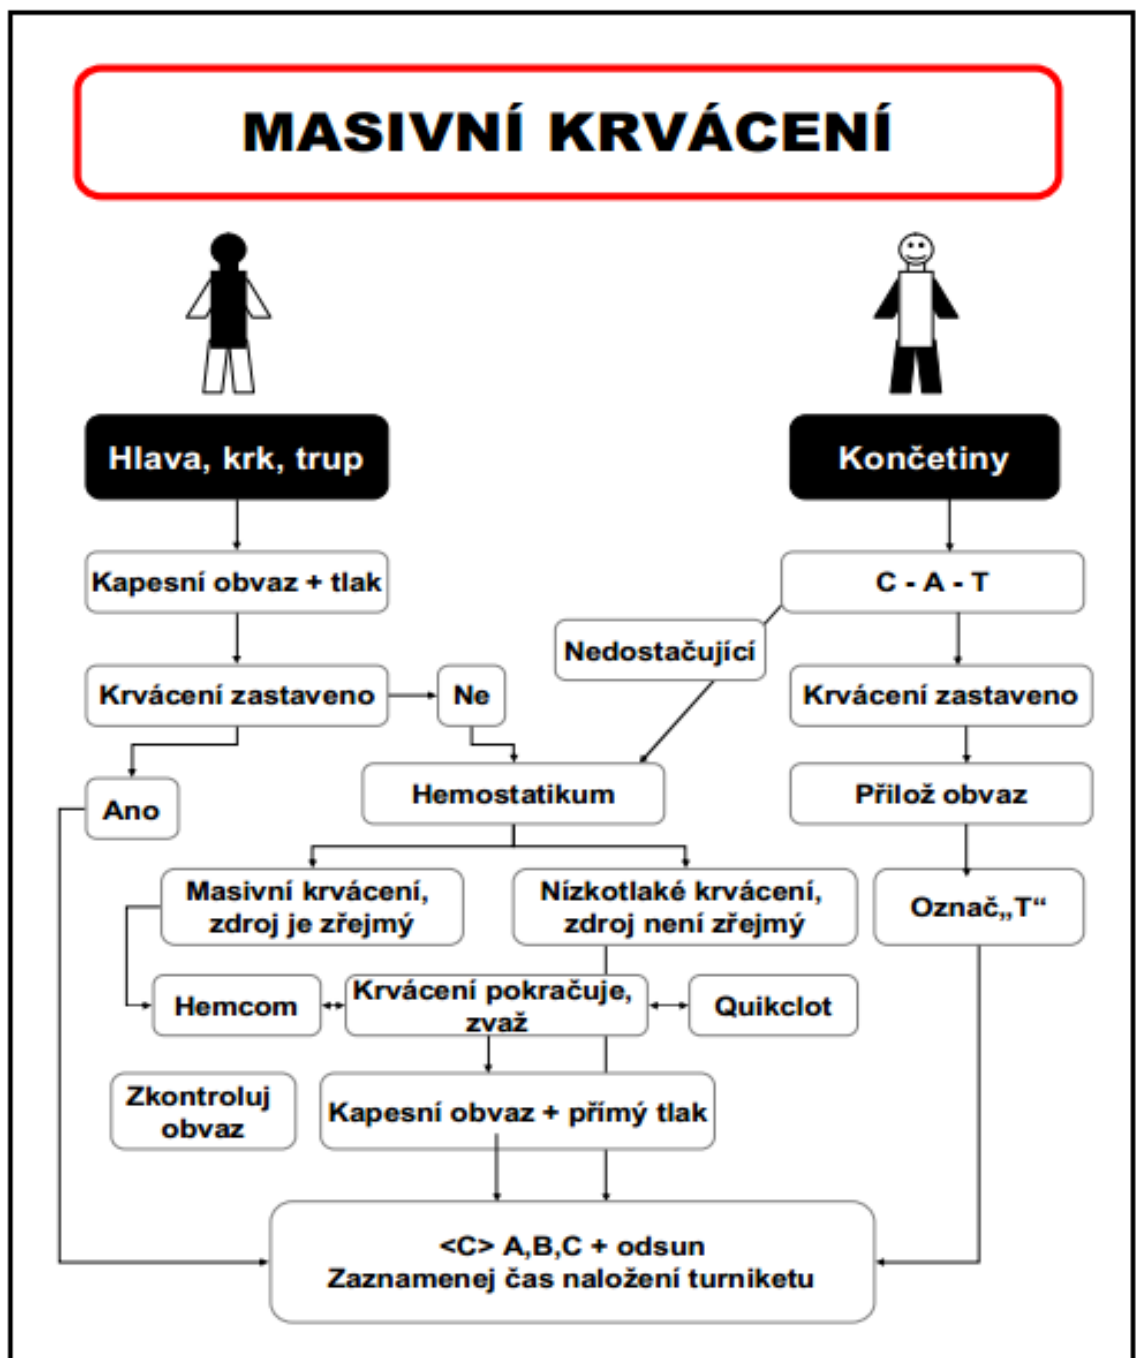 MASIVNÍ KRVÁCENÍ
Hlava, krk, trup
Končetiny
Kapesní obvaz + tlak
C - A - T
Nedostačující
Krvácení zastaveno
Ne
Krvácení zastaveno
Ano
Hemostatikum
Přilož obvaz
Masivní krvácení,
zdroj je zřejmý
Nízkotlaké krvácení,
zdroj není zřejmý
Označ„T“
Hemcom
Krvácení pokračuje,
zvaž
Quikclot
Zkontroluj
obvaz
Kapesní obvaz + přímý tlak
<C> A,B,C + odsun
Zaznamenej čas naložení turniketu